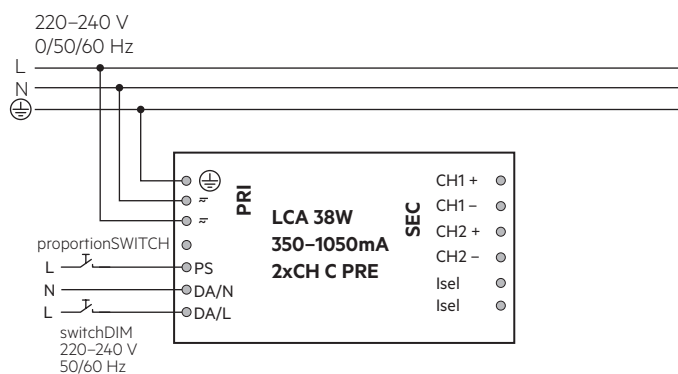 220–240 V
0/50/60 Hz
L
N
PRI
SEC
LCA 38W
350–1050mA
2xCH C PRE
CH1 +
CH1 –
CH2 +
CH2 –
Isel
Isel
proportionSWITCH
L
PS
N
DA/N
L
DA/L
switchDIM
220–240 V
50/60 Hz